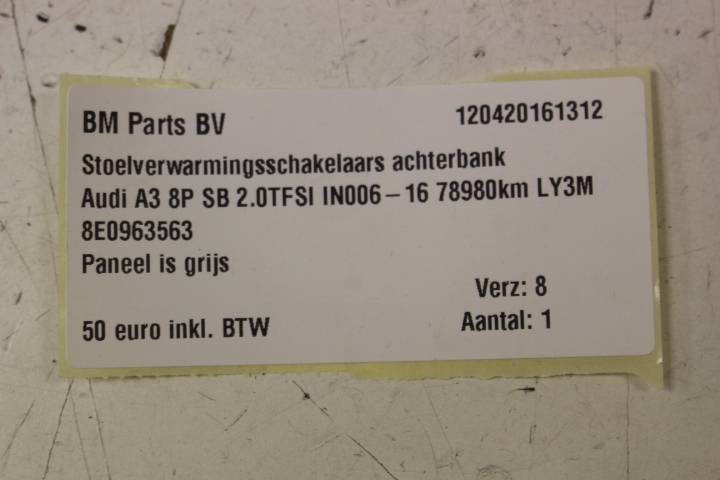 BM Parts BV 120420161312
Stoelverwarmingsschakelaars achterbank
Audi A3 8P SB 2.0TFSI IN006-16 78980km LY3M
8E0963563
Paneel is grijs
Verz: 8
50 euro inkl. BTW Aantal: 1